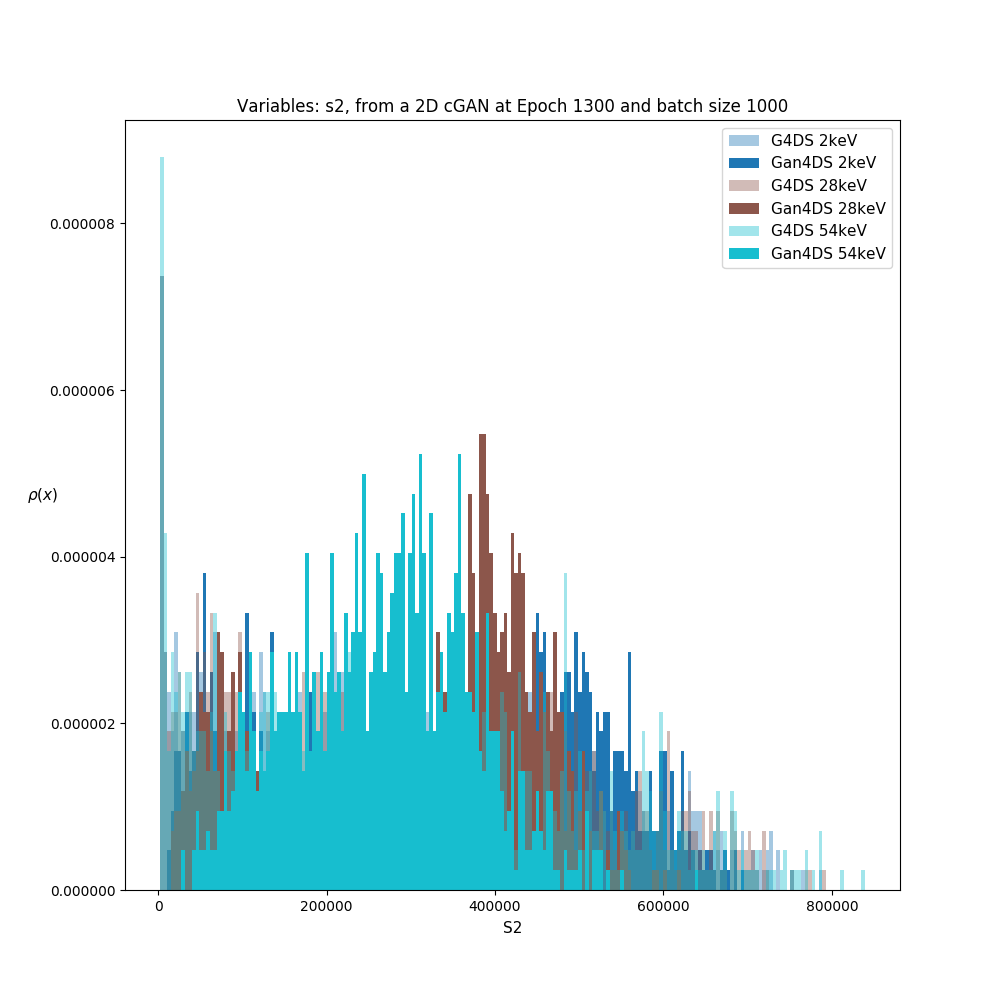 Variables: s2, from a 2D cGAN at Epoch 1300 and batch size 1000
G4DS 2keV
Gan4DS 2keV
G4DS 28keV
Gan4DS 28keV
G4DS 54keV
Gan4DS 54keV
0.000008
0.000006
ρ(x)
0.000004
0.000002
0.000000
0 200000 400000 600000 800000
S2